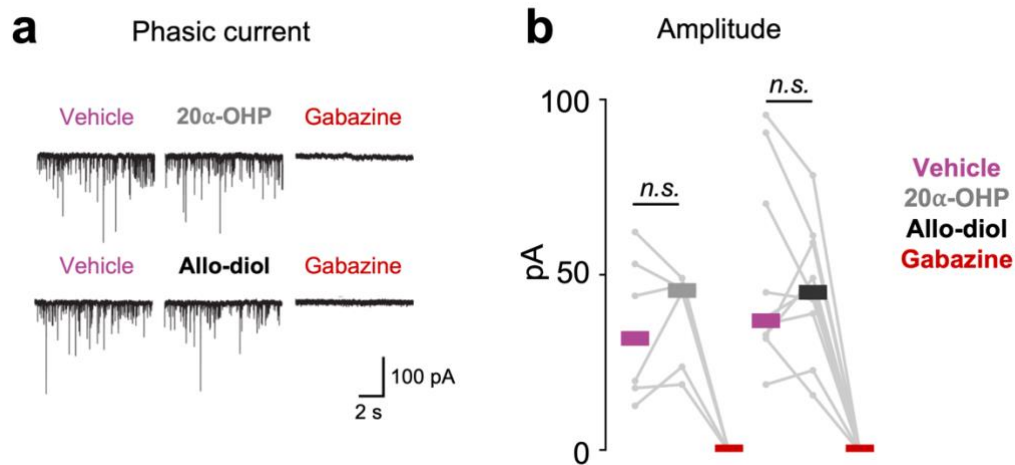 a
Phasic current
Vehicle 20α-OHP Gabazine
Vehicle Allo-diol Gabazine
100 pA
2 s
b
Amplitude
n.s.
n.s.
100
50
0
pA
Vehicle
20α-OHP
Allo-diol
Gabazine